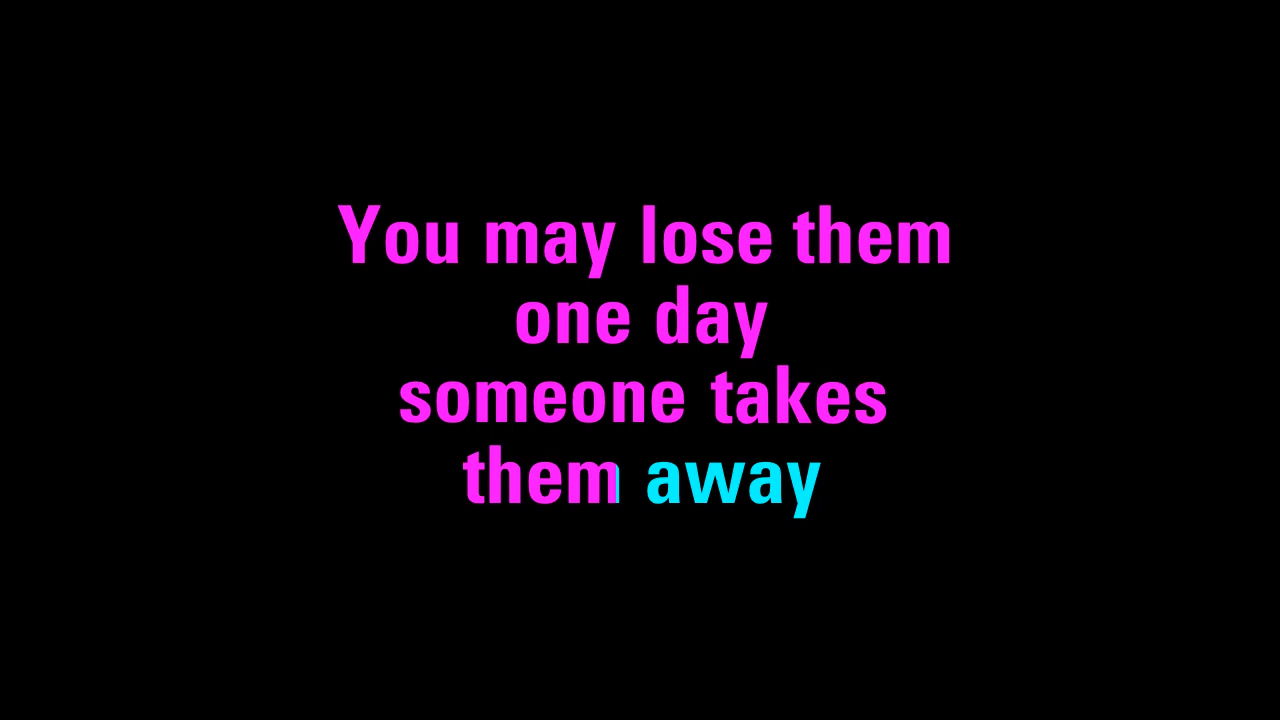 You may lose them
one day
someone takes
them away